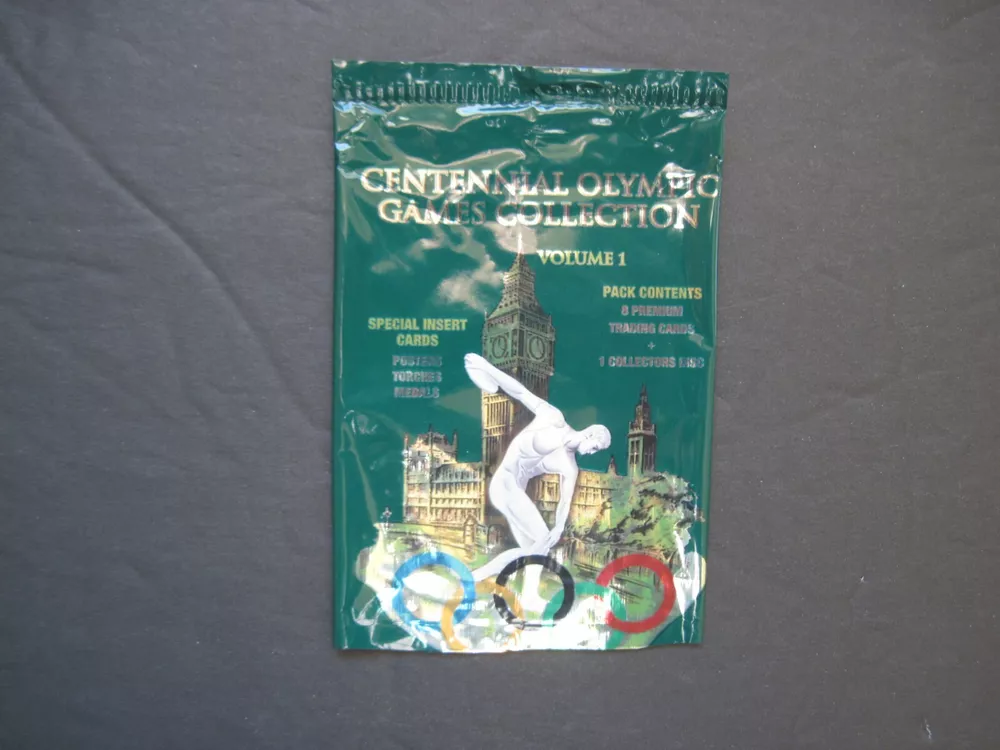 CENTENNIAL OLYMPIC
GAMES COLLECTION
VOLUME 1
PACK CONTENTS
8 PREMIUM
TRADING CARDS
+
1 COLLECTORS DISC
SPECIAL INSERT
CARDS
POSTERS
TORCHES
MEDALS